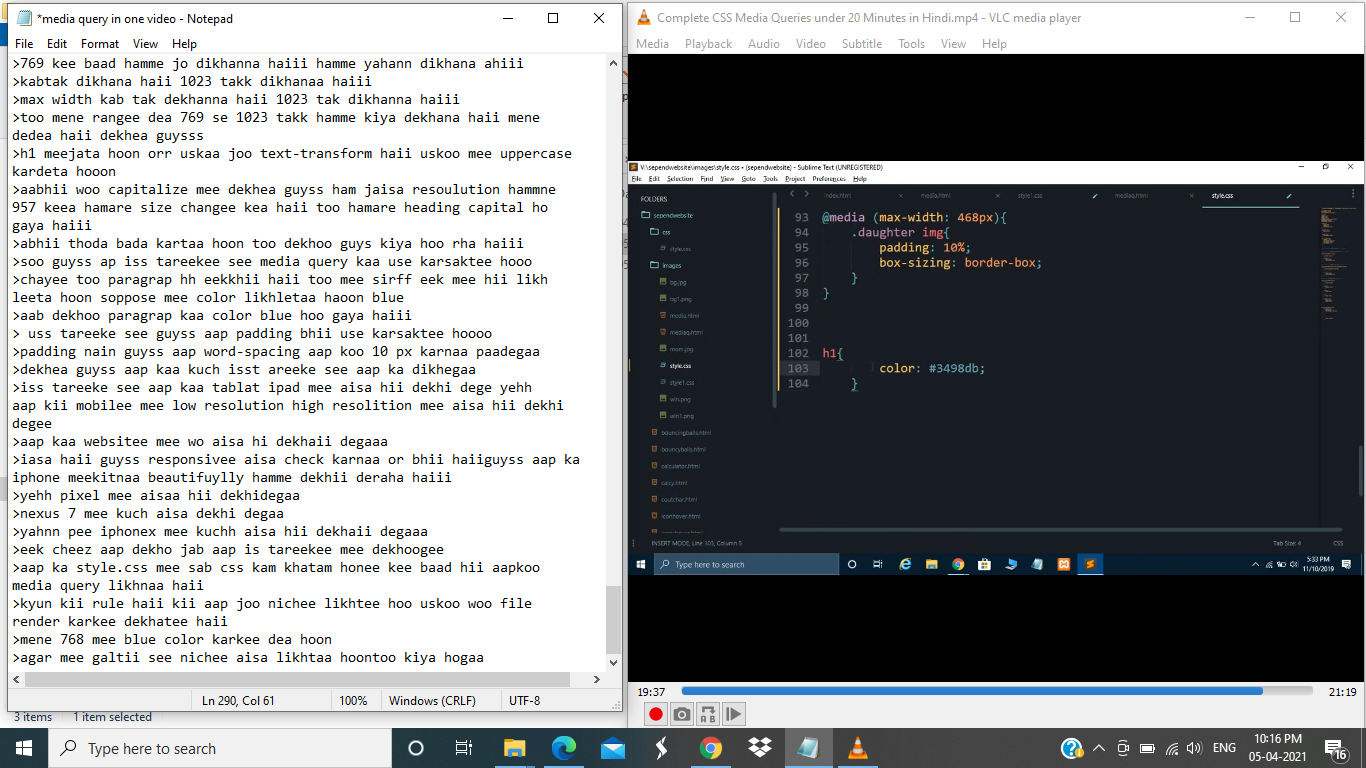 *media query in one video - Notepad
File Edit Format View Help
>769 kee baad hamme jo dikhanna haiii hamme yahann dikhana ahiii
>kabtak dikhana haii 1023 takk dikhanaa haiii
>max width kab tak dekhanna haii 1023 tak dikhanna haiii
>too mene rangee dea 769 se 1023 takk hamme kiya dekhana haii mene
dedea haii dekhea guysss
>h1 meejata hoon orr uskaa joo text-transform haii uskoo mee uppercase
kardeta hooon
>aabhii woo capitalize mee dekhea guyss ham jaisa resoulution hammne
957 keea hamare size changee kea haii too hamare heading capital ho
gaya haiii
>abhii thoda bada kartaa hoon too dekhoo guys kiya hoo rha haiii
>soo guyss ap iss tareekee see media query kaa use karsaktee hooo
>chayee too paragrap hh eekkhii haii too mee sirff eek mee hii likh
leeta hoon soppose mee color likhletaa haoon blue
>aab dekhoo paragrap kaa color blue hoo gaya haiii
> uss tareeke see guyss aap padding bhii use karsaktee hoooo
>padding nain guyss aap word-spacing aap koo 10 px karnaa paadegaa
>dekhea guyss aap kaa kuch isst areeke see aap ka dikhegaa
>iss tareeke see aap kaa tablat ipad mee aisa hii dekhi dege yehh
aap kii mobilee mee low resolution high resolition mee aisa hii dekhi
degee
>aap kaa websitee mee wo aisa hi dekhaii degaaa
>iasa haii guyss responsivee aisa check karnaa or bhii haiiguyss aap ka
iphone meekitnaa beautifuylly hamme dekhii deraha haiii
>yehh pixel mee aisaa hii dekhidegaa
>nexus 7 mee kuch aisa dekhi degaa
>yahnn pee iphonex mee kuchh aisa hii dekhaii degaaa
>eek cheez aap dekho jab aap is tareekee mee dekhoogee
>aap ka style.css mee sab css kam khatam honee kee baad hii aapkoo
media query likhnaa haii
>kyun kii rule haii kii aap joo nichee likhtee hoo uskoo woo file
render karkee dekhatee haii
>mene 768 mee blue color karkee dea hoon
>agar mee galtii see nichee aisa likhtaa hoontoo kiya hogaa
Ln 290, Col 61 100% Windows (CRLF) UTF-8
3 items 1 item selected
Complete CSS Media Queries under 20 Minutes in Hindi.mp4 - VLC media player
Media Playback Audio Video Subtitle Tools View Help
V:\sependwebsite\images\style.css • (sependwebsite) - Sublime Text (UNREGISTERED)
File Edit Selection Find View Goto Tools Project Preferences Help
index.html media.html style1.css mediaq.html style.css
FOLDERS
sependwebsite
css
style.css
images
bg.jpg
bg1.png
media.html
mediaq.html
mom.jpg
style.css
style1.css
win.png
win1.png
bouncingballs.html
bouncyballs.html
calculator.html
calcy.html
coutchar.html
iconhover.html
93 @media (max-width: 468px){
94 .daughter img{
95 padding: 10%;
96 box-sizing: border-box;
97 }
98 }
99
100
101
102 h1{
103 color: #3498db;
104 }
INSERT MODE, Line 103, Column 5 Tab Size: 4 CSS
Type here to search
5:33 PM
11/10/2019
19:37 21:19
Type here to search
ENG
10:16 PM
05-04-2021
16